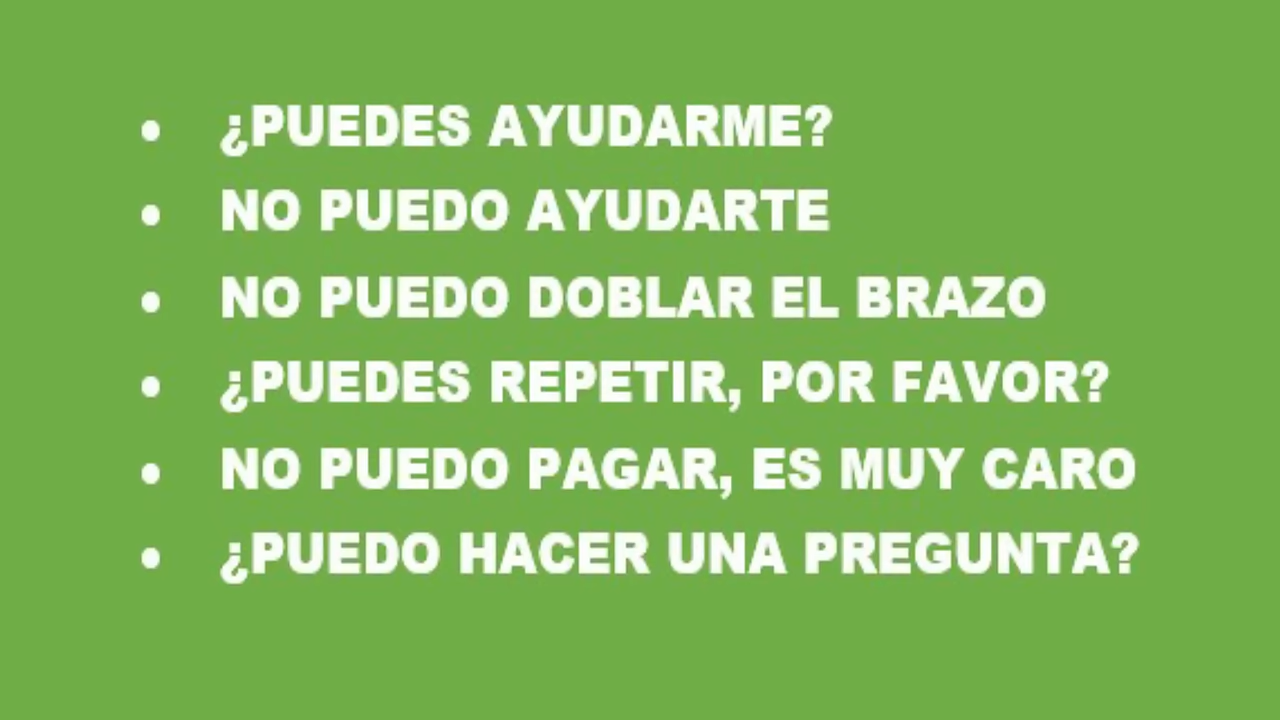 • ¿PUEDES AYUDARME?
• NO PUEDO AYUDARTE
• NO PUEDO DOBLAR EL BRAZO
• ¿PUEDES REPETIR, POR FAVOR?
• NO PUEDO PAGAR, ES MUY CARO
• ¿PUEDO HACER UNA PREGUNTA?